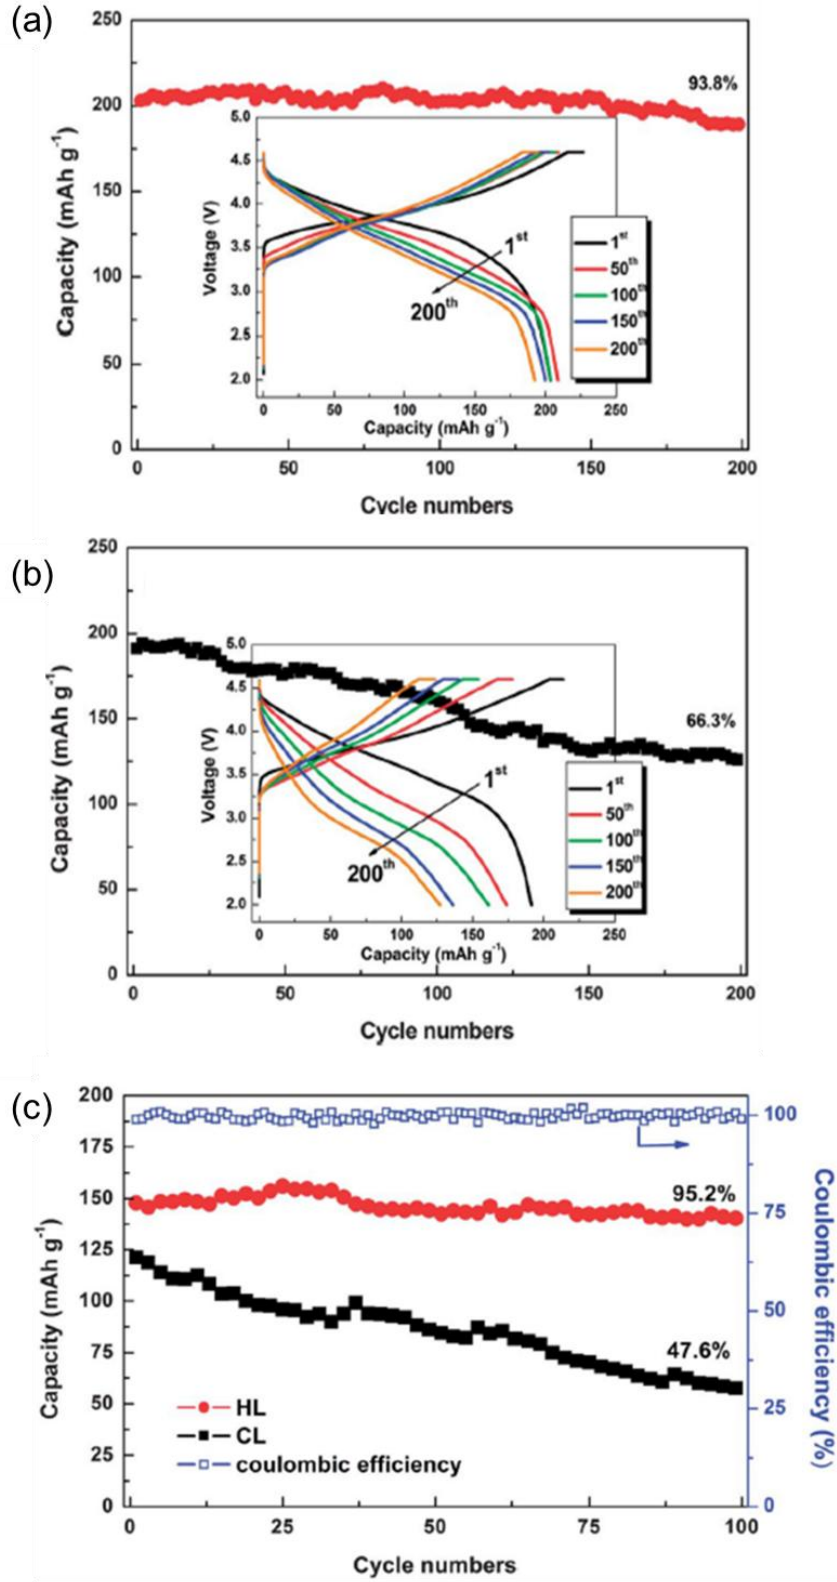 (a)
250
200
150
100
50
0
Capacity (mAh g⁻¹)
93.8%
5.0
4.5
4.0
3.5
3.0
2.5
2.0
Voltage (V)
1ˢᵗ
200ᵗʰ
1ˢᵗ
50ᵗʰ
100ᵗʰ
150ᵗʰ
200ᵗʰ
0 50 100 150 200 250
Capacity (mAh g⁻¹)
0 50 100 150 200
Cycle numbers
(b)
250
200
150
100
50
0
Capacity (mAh g⁻¹)
66.3%
5.0
4.5
4.0
3.5
3.0
2.5
2.0
Voltage (V)
1ˢᵗ
200ᵗʰ
1ˢᵗ
50ᵗʰ
100ᵗʰ
150ᵗʰ
200ᵗʰ
0 50 100 150 200 250
Capacity (mAh g⁻¹)
0 50 100 150 200
Cycle numbers
(c)
200
175
150
125
100
75
50
25
0
Capacity (mAh g⁻¹)
95.2%
47.6%
HL
CL
coulombic efficiency
100
75
50
25
0
Coulombic efficiency (%)
0 25 50 75 100
Cycle numbers